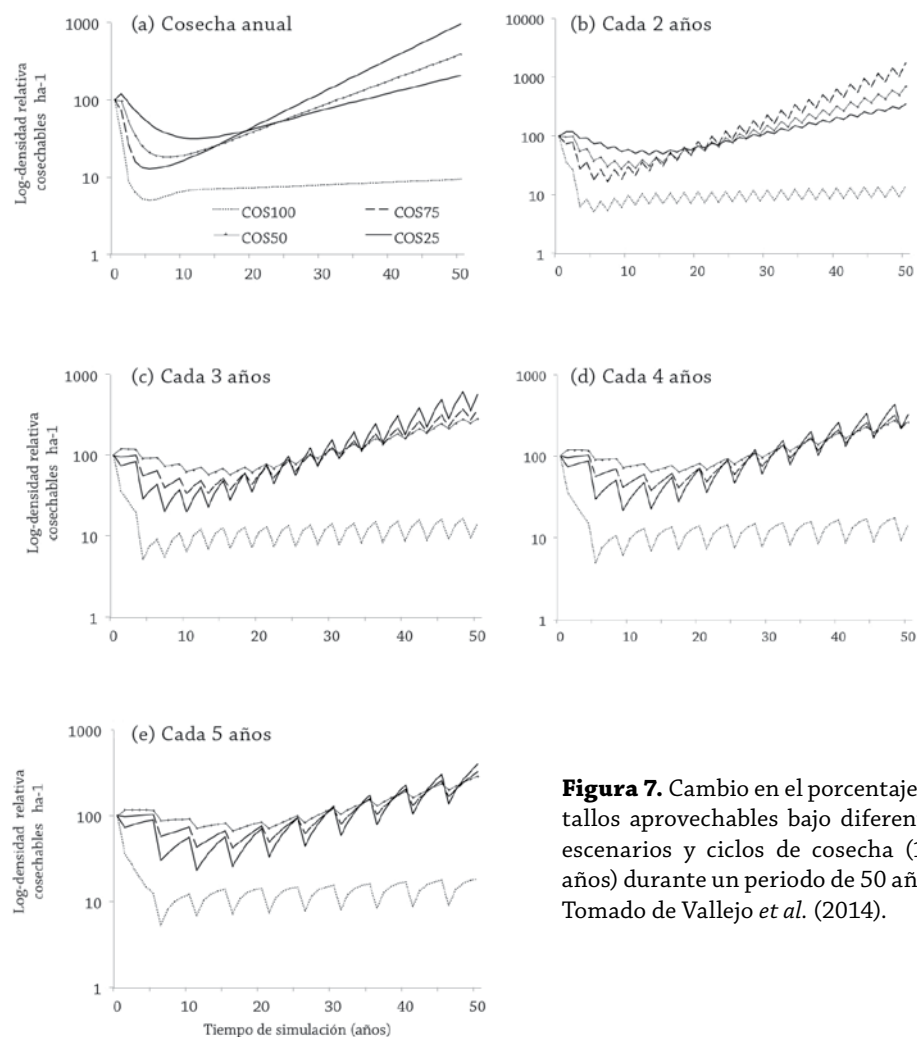 (a) Cosecha anual
Log-densidad relativa
cosechables ha-1
1000
100
10
1
0 10 20 30 40 50
COS100 COS75
COS50 COS25
(b) Cada 2 años
10000
1000
100
10
1
0 10 20 30 40 50
(c) Cada 3 años
Log-densidad relativa
cosechables ha-1
1000
100
10
1
0 10 20 30 40 50
(d) Cada 4 años
1000
100
10
1
0 10 20 30 40 50
(e) Cada 5 años
Log-densidad relativa
cosechables ha-1
1000
100
10
1
0 10 20 30 40 50
Tiempo de simulación (años)
Figura 7. Cambio en el porcentaje
tallos aprovechables bajo
escenarios y ciclos de cosecha
años) durante un periodo de 50
Tomado de Vallejo et al. (2014).